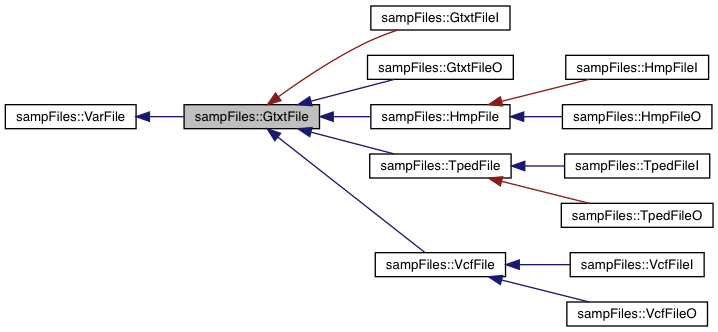 sampFiles::GtxtFileI
sampFiles::GtxtFileO
sampFiles::HmpFileI
sampFiles::VarFile
sampFiles::GtxtFile
sampFiles::HmpFile
sampFiles::HmpFileO
sampFiles::TpedFile
sampFiles::TpedFileI
sampFiles::TpedFileO
sampFiles::VcfFile
sampFiles::VcfFileI
sampFiles::VcfFileO